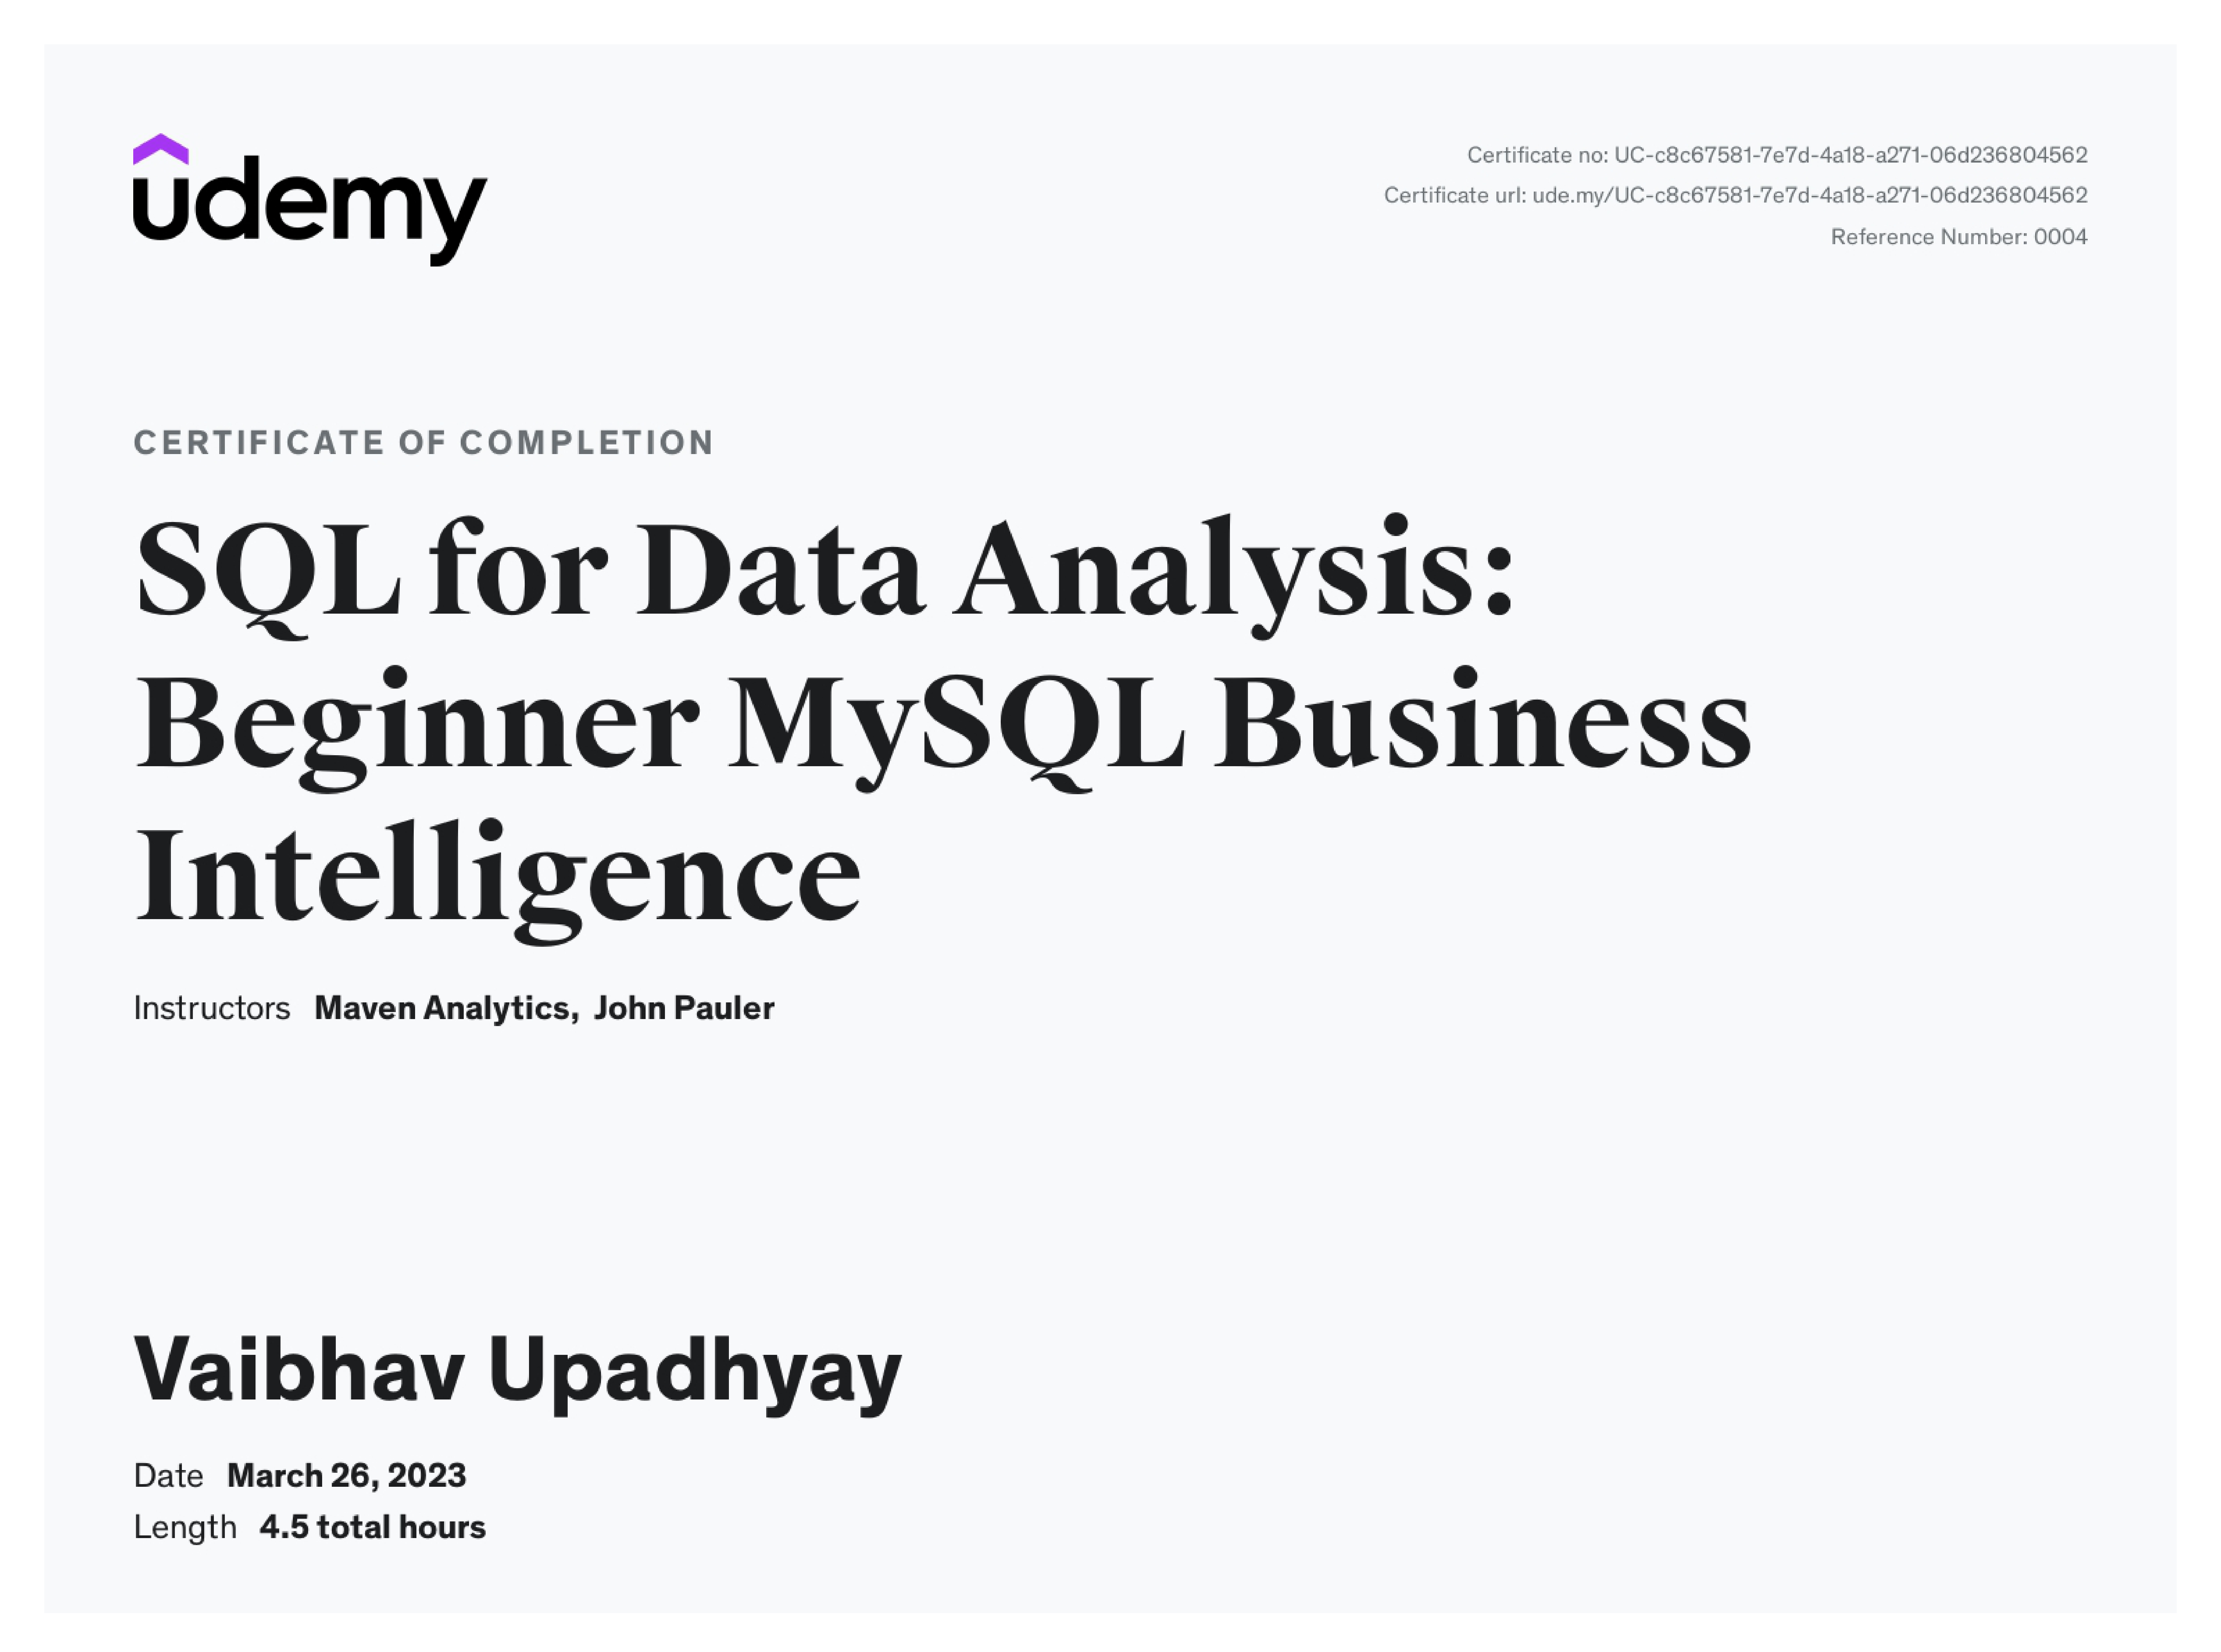 udemy
Certificate no: UC-c8c67581-7e7d-4a18-a271-06d236804562
Certificate url: ude.my/UC-c8c67581-7e7d-4a18-a271-06d236804562
Reference Number: 0004
CERTIFICATE OF COMPLETION
SQL for Data Analysis:
Beginner MySQL Business
Intelligence
Instructors Maven Analytics, John Pauler
Vaibhav Upadhyay
Date March 26, 2023
Length 4.5 total hours